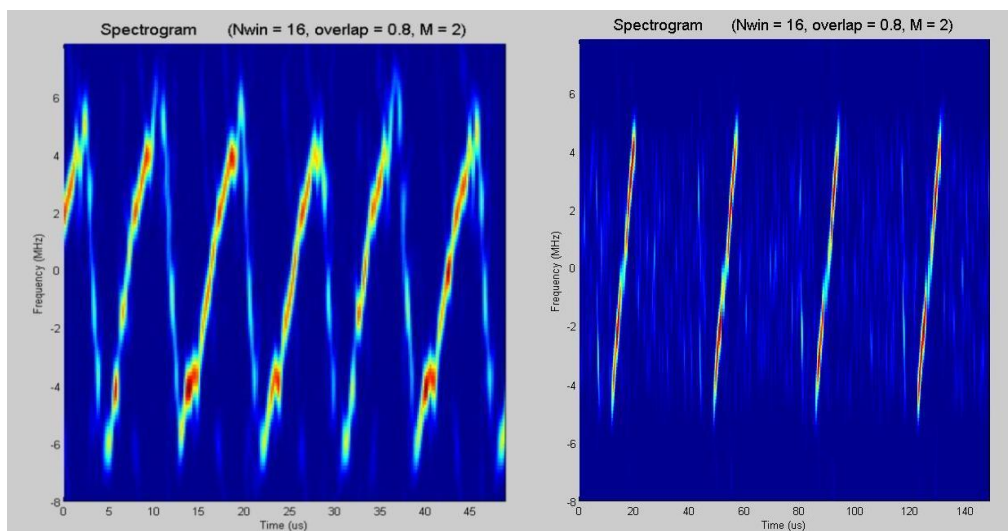 Spectrogram (Nwin = 16, overlap = 0.8, M = 2)
6
4
2
0
-2
-4
-6
-8
Frequency (MHz)
0 5 10 15 20 25 30 35 40 45
Time (us)
Spectrogram (Nwin = 16, overlap = 0.8, M = 2)
6
4
2
0
-2
-4
-6
-8
Frequency (MHz)
0 20 40 60 80 100 120 140
Time (us)